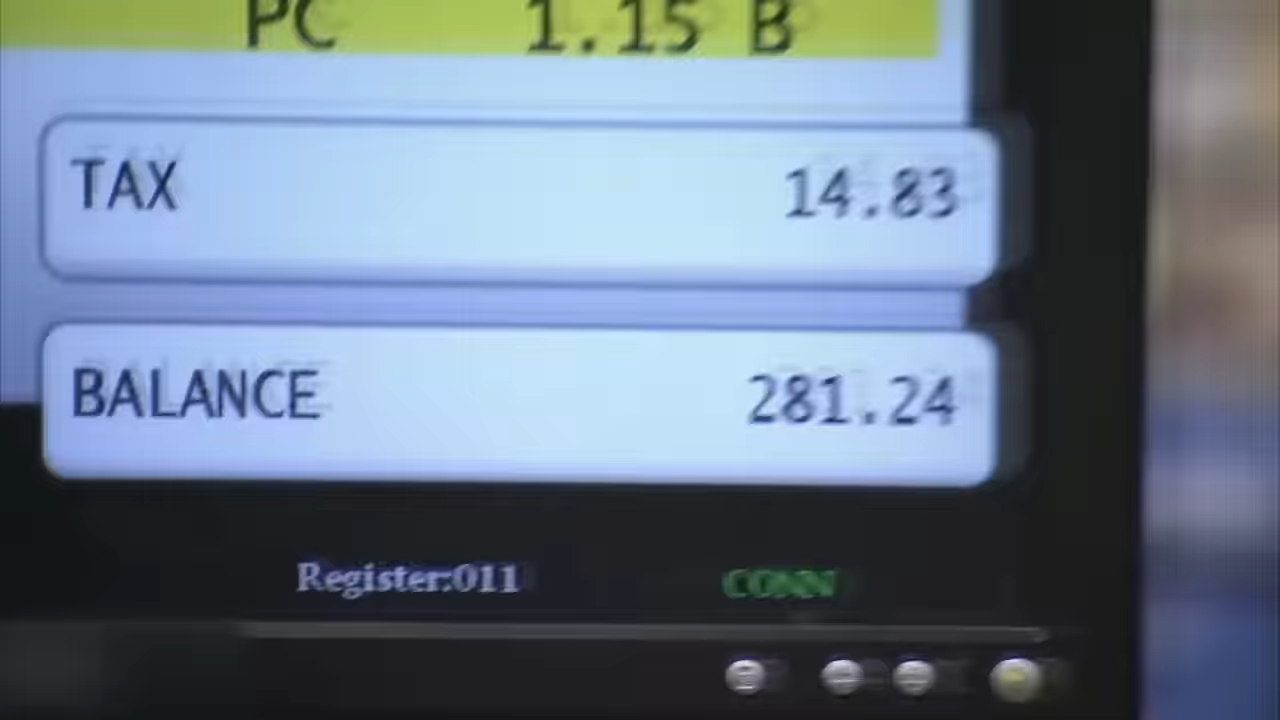 PC 1.15 B
TAX 14.83
BALANCE 281.24
Register:011 CONN